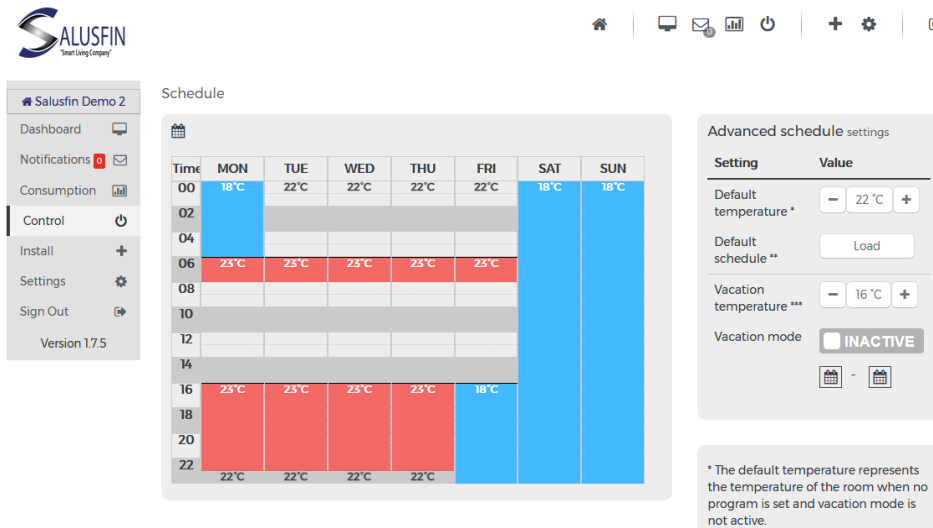 SALUSFIN
"Smart Living Company"
0
Salusfin Demo 2
Dashboard
Notifications 0
Consumption
Control
Install
Settings
Sign Out
Version 1.7.5
Schedule
Time MON TUE WED THU FRI SAT SUN
00 18°C 22°C 22°C 22°C 22°C 18°C 18°C
02
04
06 23°C 23°C 23°C 23°C 23°C
08
10
12
14
16 23°C 23°C 23°C 23°C 18°C
18
20
22
22°C 22°C 22°C 22°C
Advanced schedule settings
Setting Value
Default
temperature * − 22 °C +
Default
schedule ** Load
Vacation
temperature *** − 16 °C +
Vacation mode INACTIVE
-
* The default temperature represents
the temperature of the room when no
program is set and vacation mode is
not active.